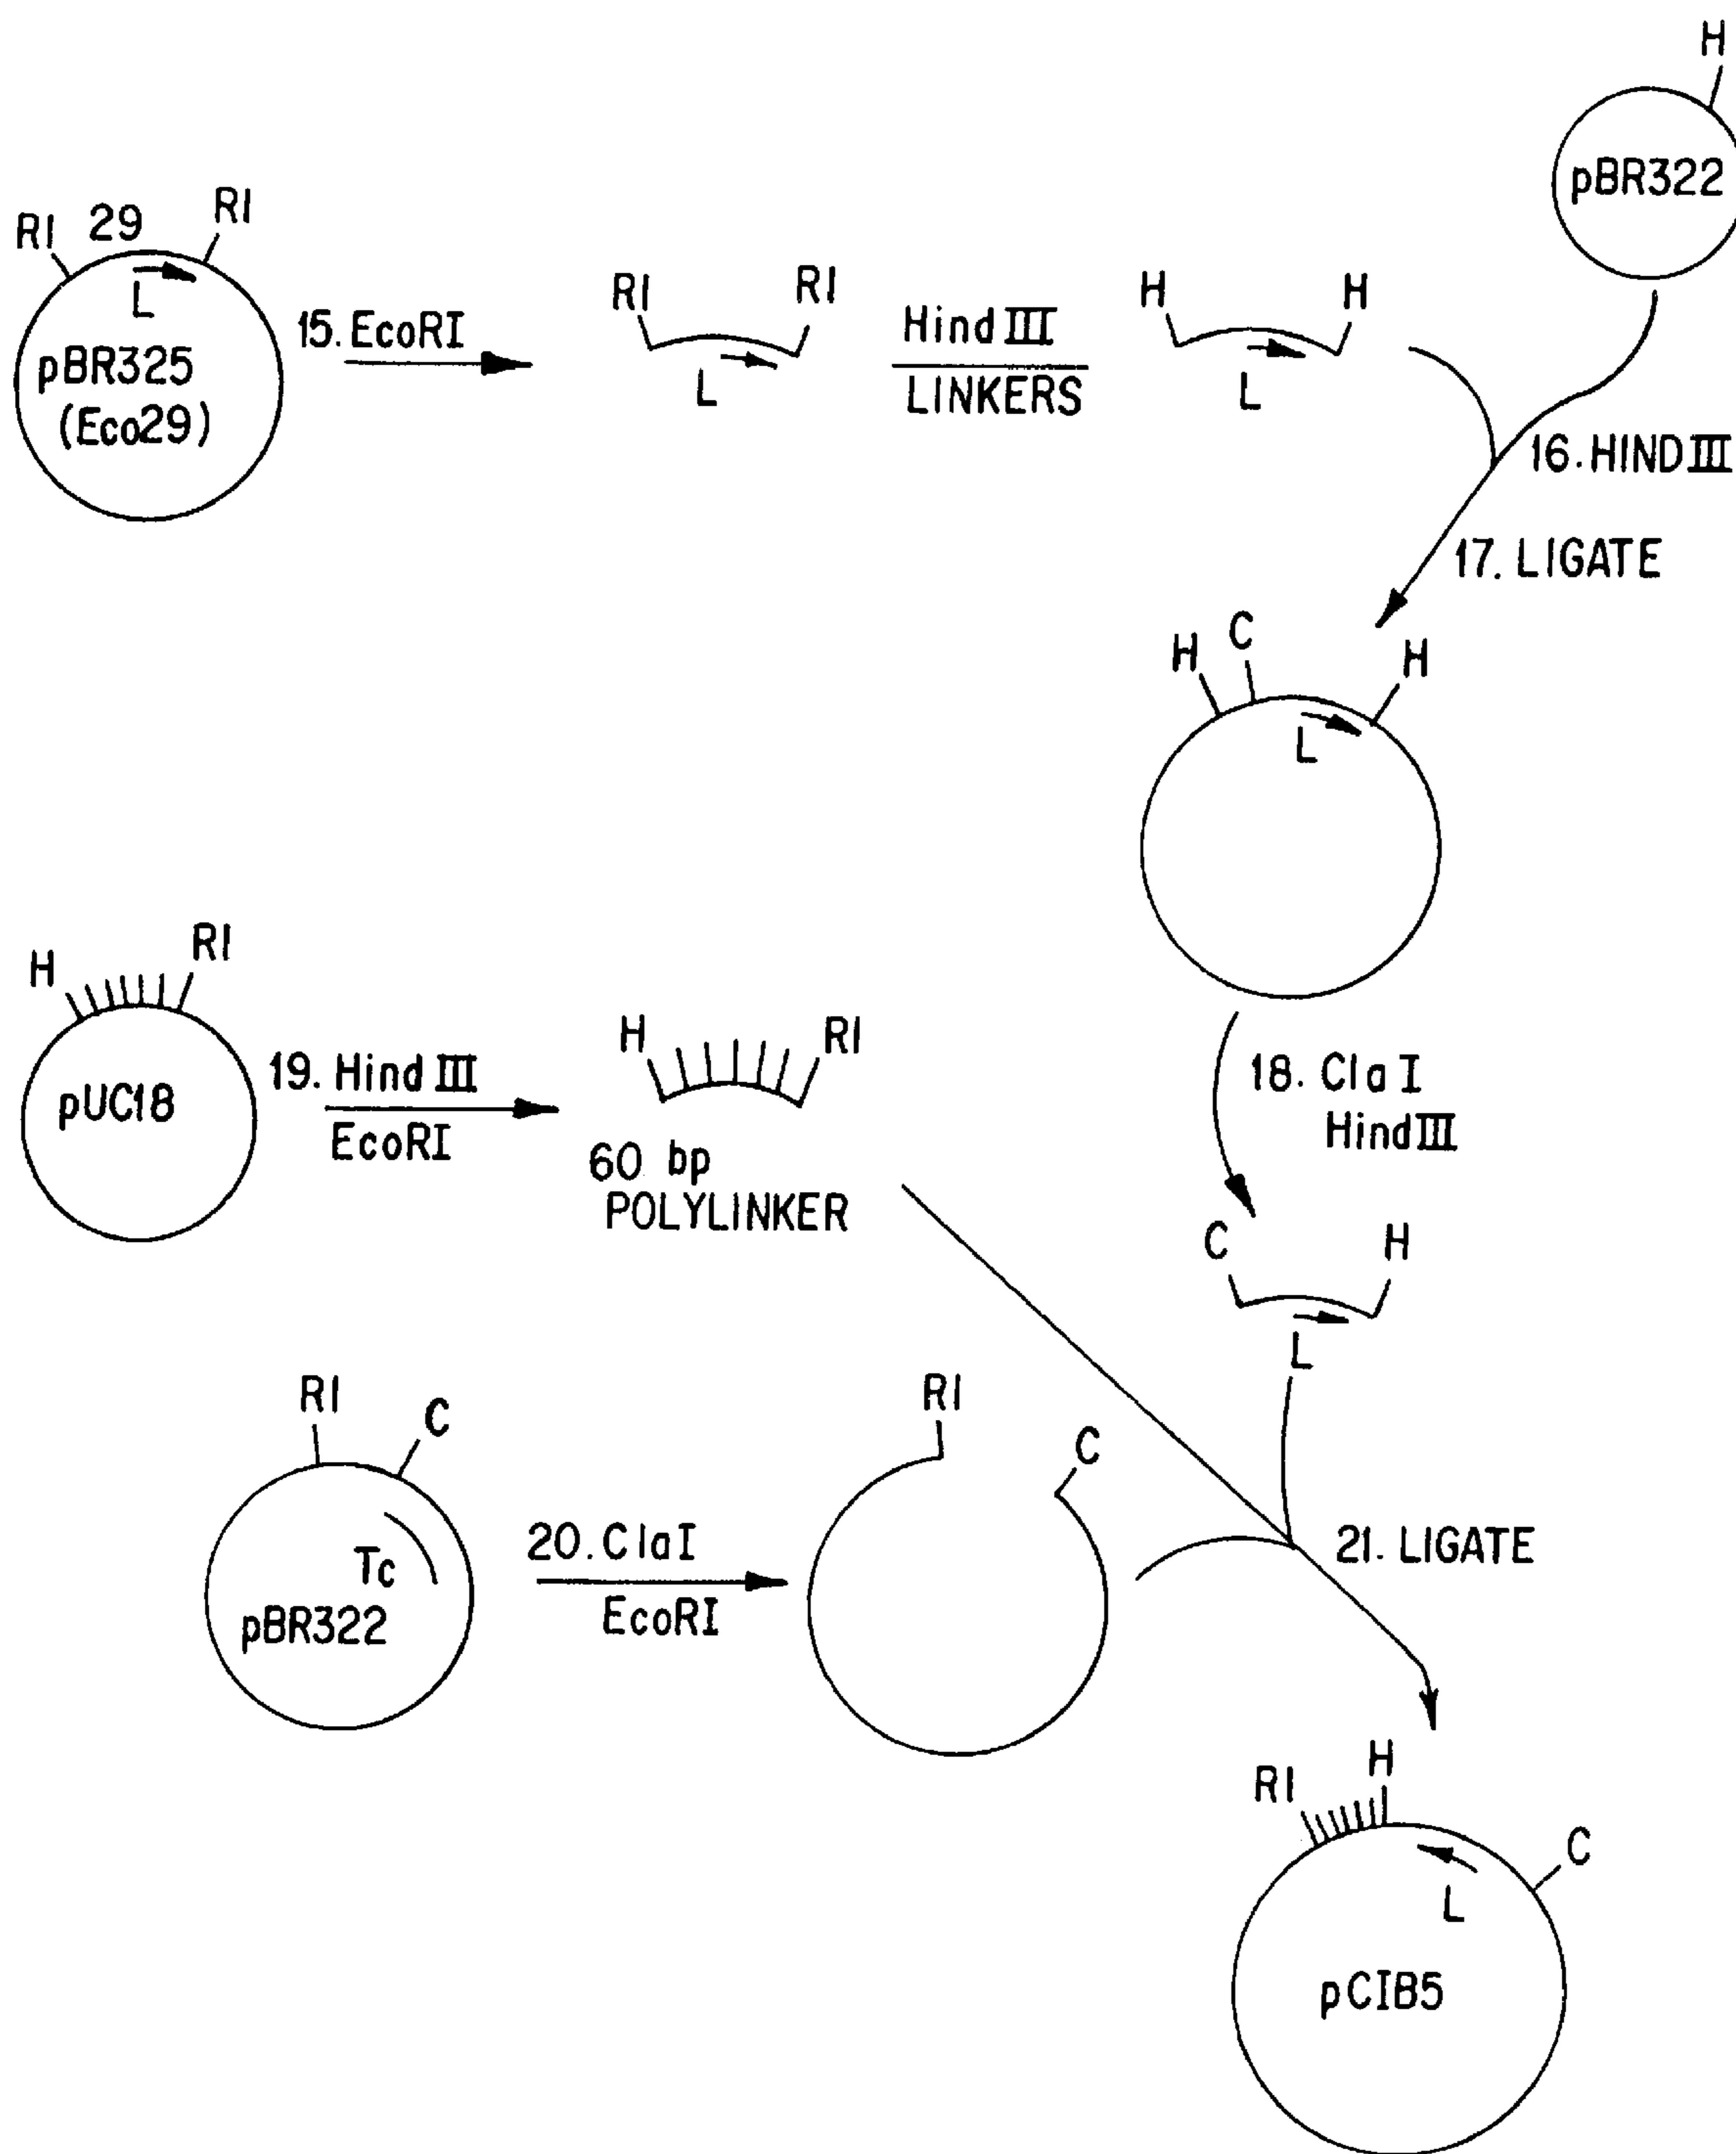 H
pBR322
RI 29 RI
L
pBR325
(Eco29)
15. EcoRI
RI RI
L
Hind III
LINKERS
H H
L
16. HIND III
17. LIGATE
H C H
L
H RI
pUC18
19. Hind III
EcoRI
H RI
60 bp
POLYLINKER
18. Cla I
Hind III
C H
L
RI C
Tc
pBR322
20. Cla I
EcoRI
RI C
21. LIGATE
RI H C
L
pCIB5